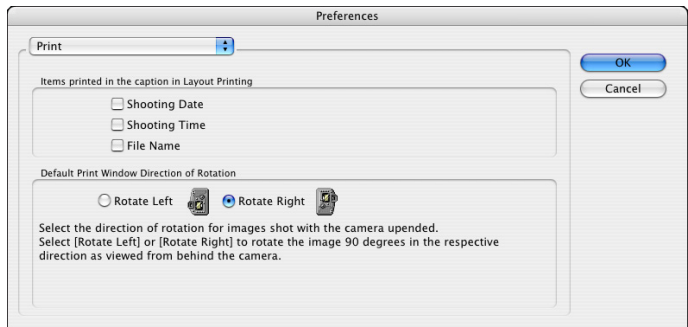 Preferences
Print
OK
Cancel
Items printed in the caption in Layout Printing
Shooting Date
Shooting Time
File Name
Default Print Window Direction of Rotation
Rotate Left
Rotate Right
Select the direction of rotation for images shot with the camera upended.
Select [Rotate Left] or [Rotate Right] to rotate the image 90 degrees in the respective
direction as viewed from behind the camera.